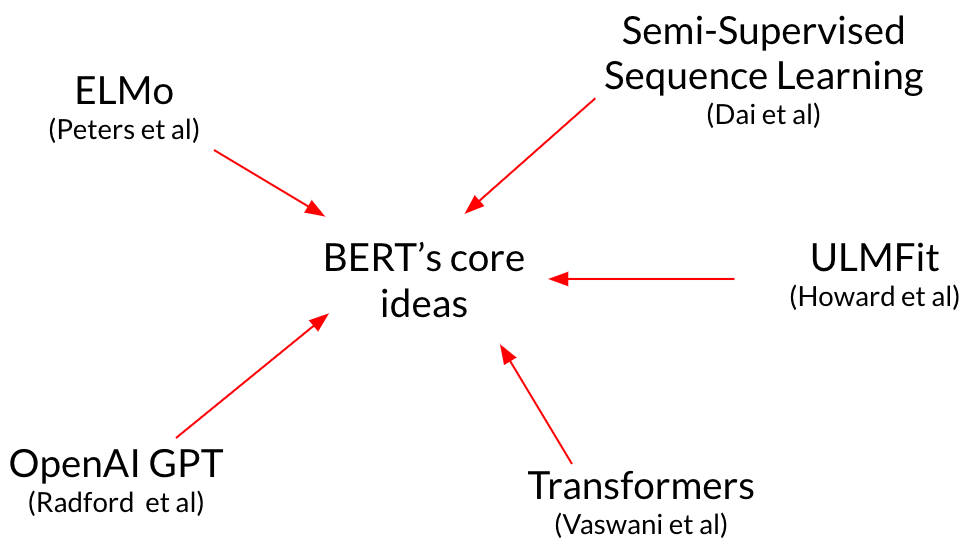 Semi-Supervised
Sequence Learning
(Dai et al)
ELMo
(Peters et al)
BERT’s core
ideas
ULMFit
(Howard et al)
OpenAI GPT
(Radford et al)
Transformers
(Vaswani et al)